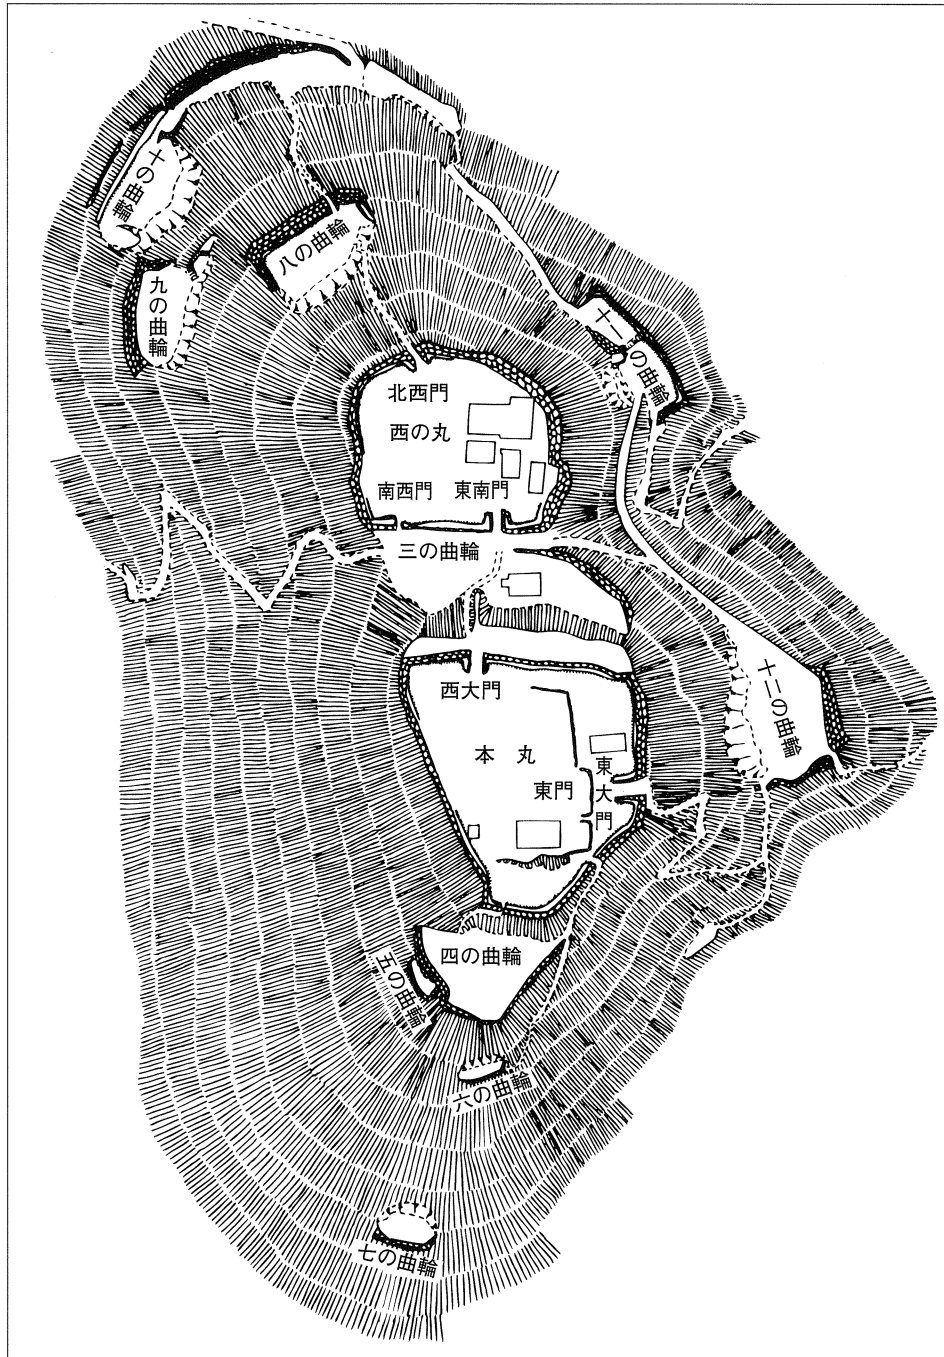 十の曲輪
八の曲輪
九の曲輪
十一の曲輪
北西門
西の丸
南西門
東南門
三の曲輪
西大門
十二の曲輪
本丸
東門
東大門
四の曲輪
五の曲輪
六の曲輪
七の曲輪